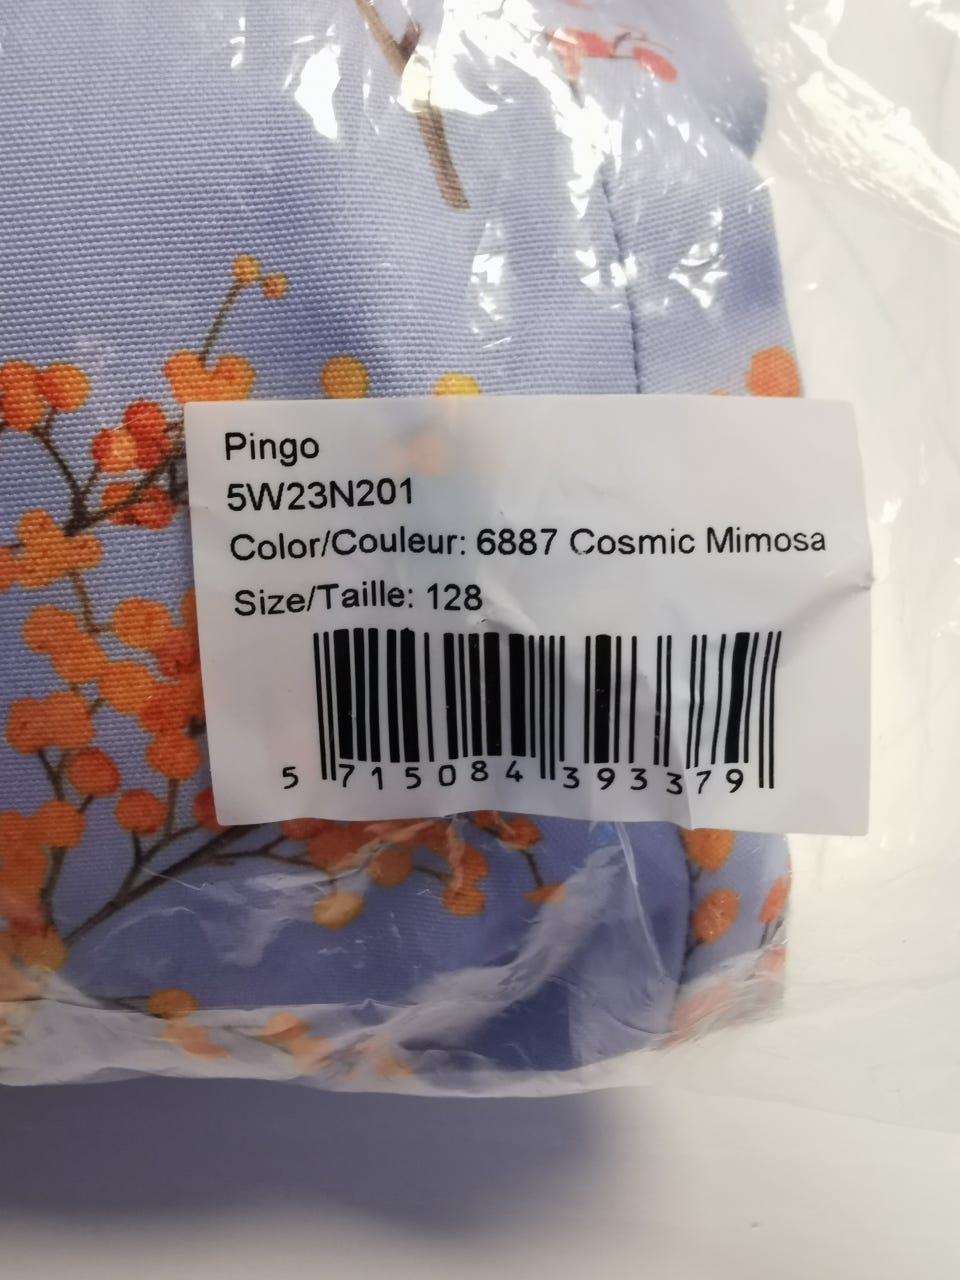 Pingo
5W23N201
Color/Couleur: 6887 Cosmic Mimosa
Size/Taille: 128
5 715084 393379